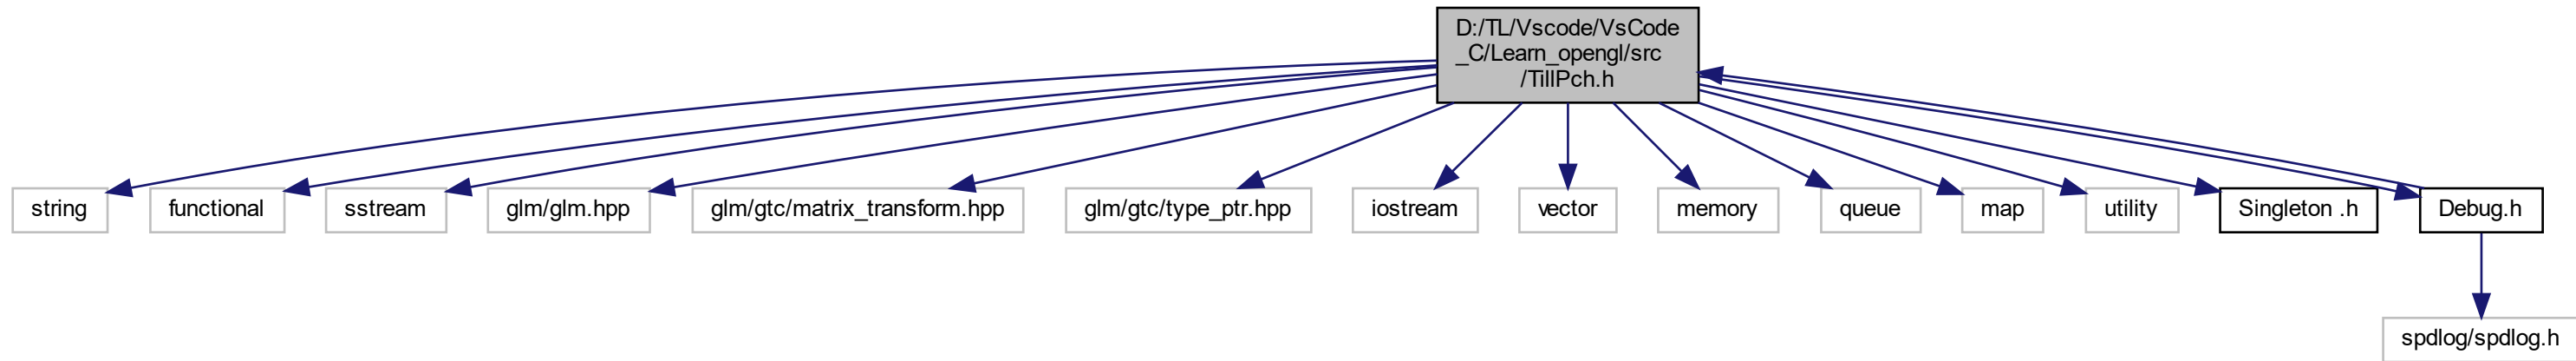 D:/TL/Vscode/VsCode
_C/Learn_opengl/src
/TillPch.h
string
functional
sstream
glm/glm.hpp
glm/gtc/matrix_transform.hpp
glm/gtc/type_ptr.hpp
iostream
vector
memory
queue
map
utility
Singleton .h
Debug.h
spdlog/spdlog.h